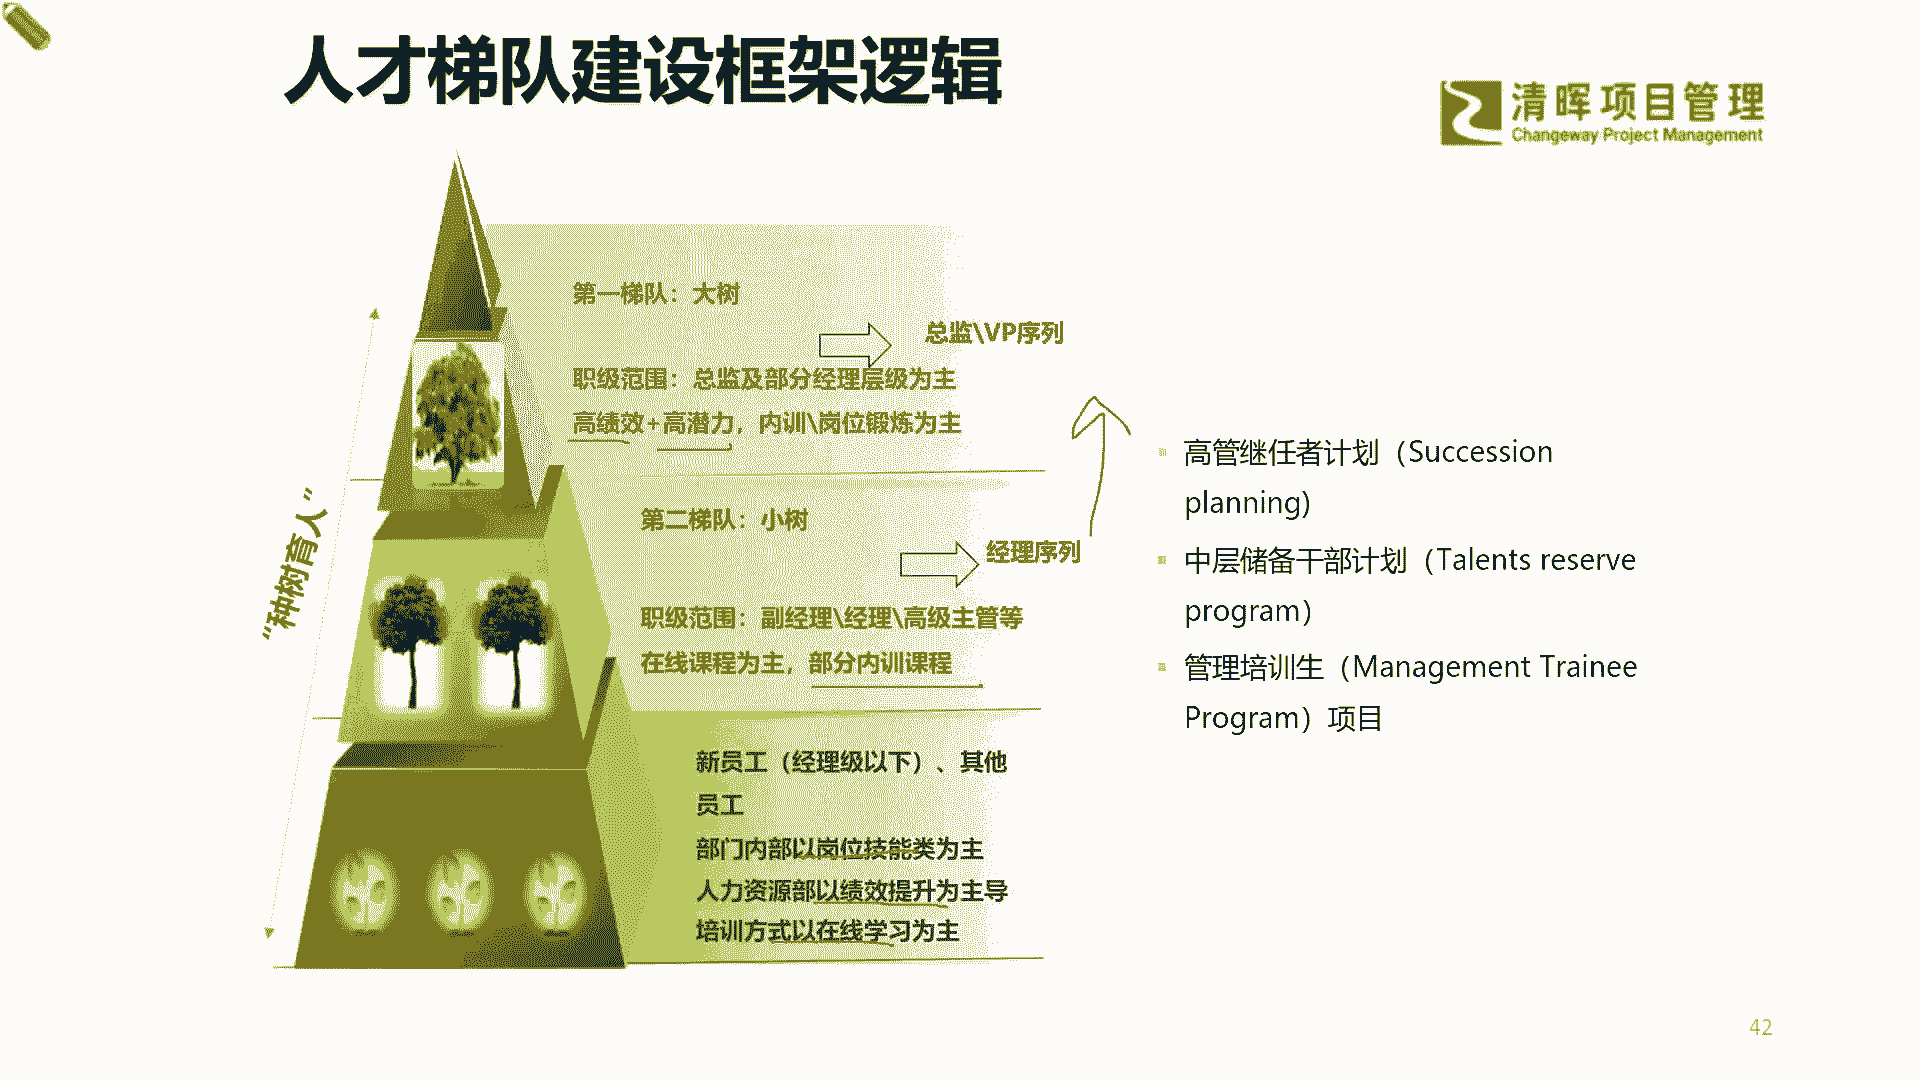 人才梯队建设框架逻辑
清晖项目管理
Changeway Project Management
第一梯队：大树
总监\VP序列
职级范围：总监及部分经理层级为主
高绩效+高潜力，内训\岗位锻炼为主
“种树育人”
第二梯队：小树
经理序列
职级范围：副经理\经理\高级主管等
在线课程为主，部分内训课程
新员工（经理级以下）、其他
员工
部门内部以岗位技能类为主
人力资源部以绩效提升为主导
培训方式以在线学习为主
高管继任者计划（Succession
planning)
中层储备干部计划（Talents reserve
program）
管理培训生（Management Trainee
Program）项目
42